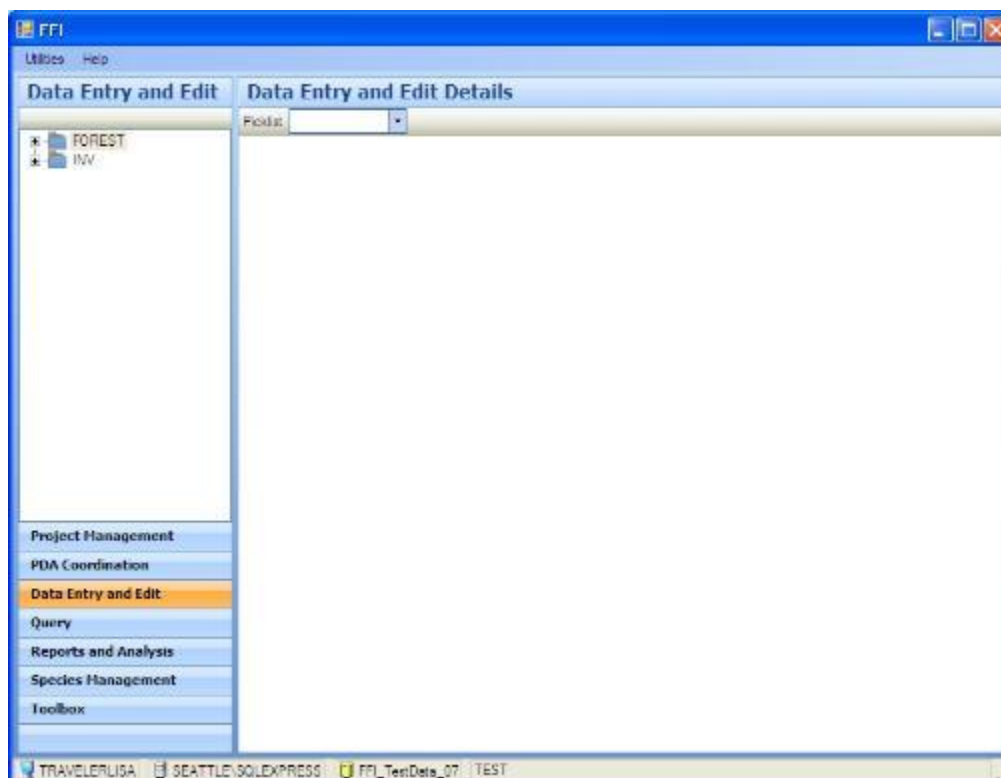 FFI
Utilities Help
Data Entry and Edit
Data Entry and Edit Details
Picklist
FOREST
INV
Project Management
PDA Coordination
Data Entry and Edit
Query
Reports and Analysis
Species Management
Toolbox
TRAVELERLISA SEATTLE\SQLEXPRESS FFI_TestData_07 TEST